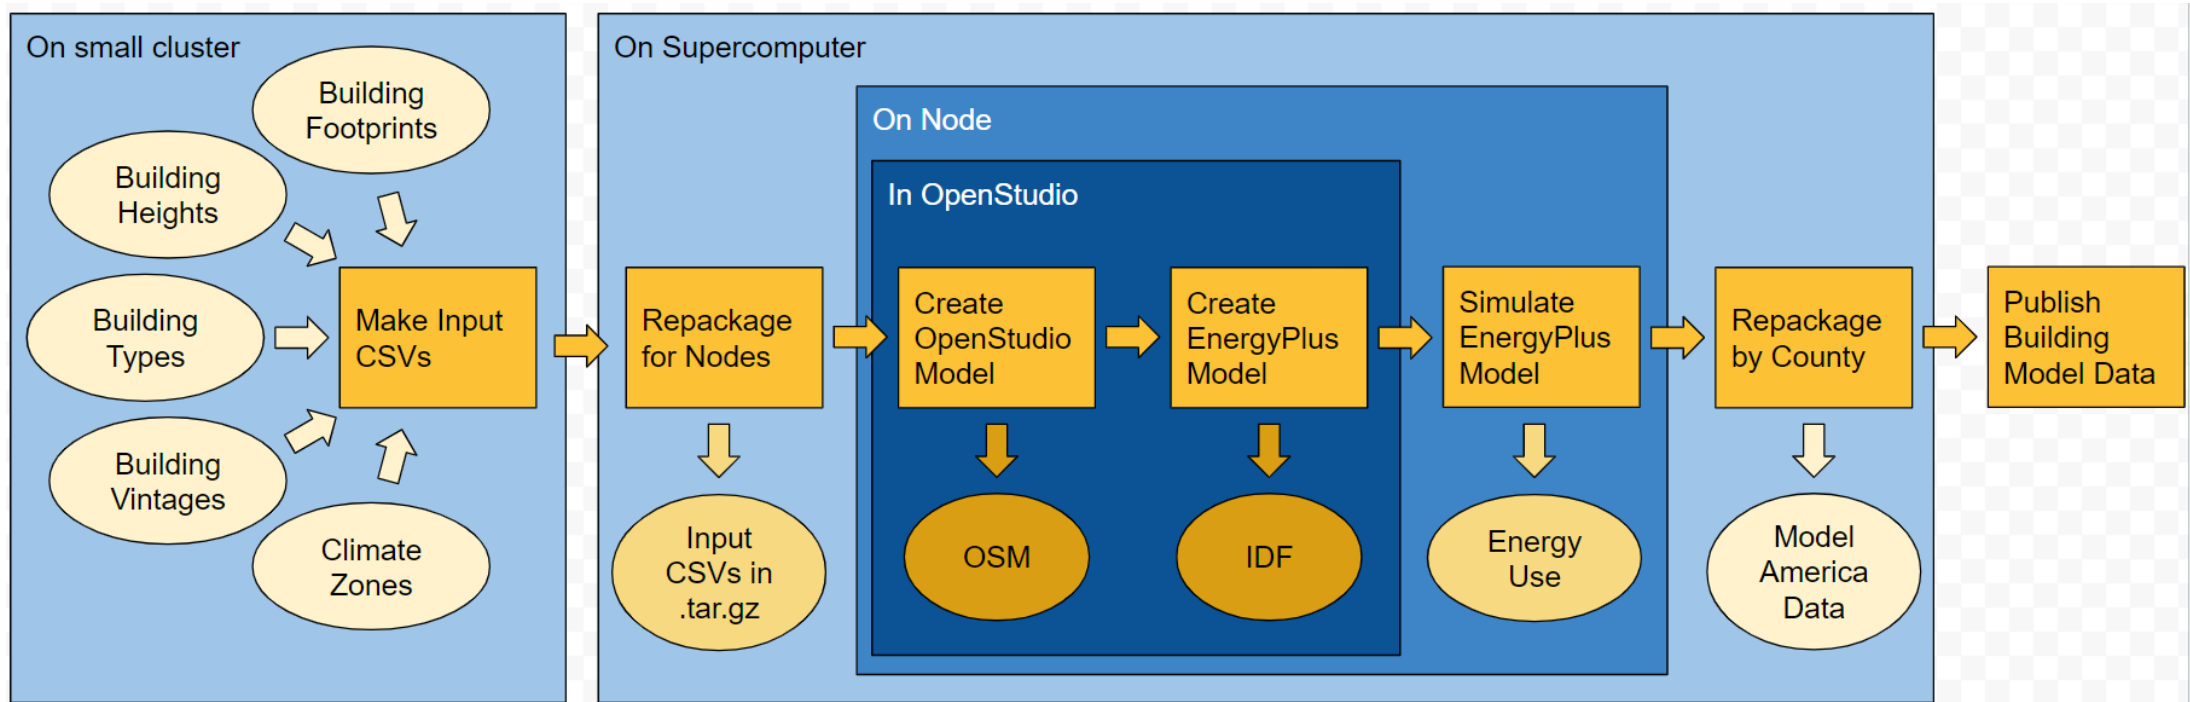 On small cluster
Building
Footprints
Building
Heights
Building
Types
Building
Vintages
Climate
Zones
Make Input
CSVs
On Supercomputer
Repackage
for Nodes
Input
CSVs in
.tar.gz
On Node
In OpenStudio
Create
OpenStudio
Model
OSM
Create
EnergyPlus
Model
IDF
Simulate
EnergyPlus
Model
Energy
Use
Repackage
by County
Model
America
Data
Publish
Building
Model Data